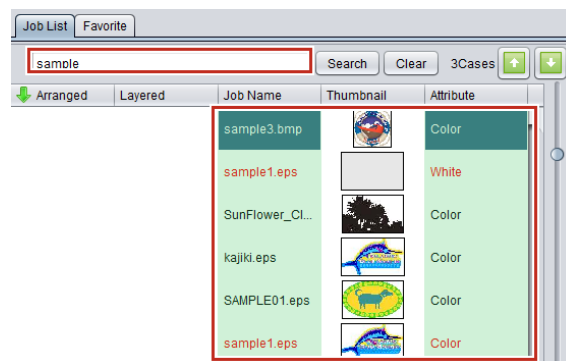 Job List Favorite
sample Search Clear 3Cases
Arranged Layered Job Name Thumbnail Attribute
sample3.bmp Color
sample1.eps White
SunFlower_Cl... Color
kajiki.eps Color
SAMPLE01.eps Color
sample1.eps Color